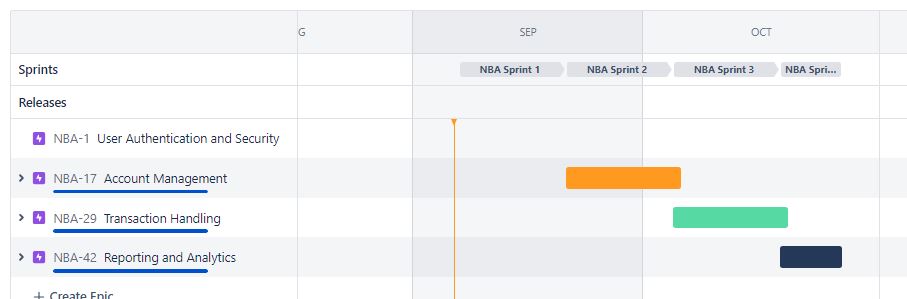 G SEP OCT
Sprints NBA Sprint 1 NBA Sprint 2 NBA Sprint 3 NBA Spri...
Releases
NBA-1 User Authentication and Security
NBA-17 Account Management
NBA-29 Transaction Handling
NBA-42 Reporting and Analytics
+ Create Epic